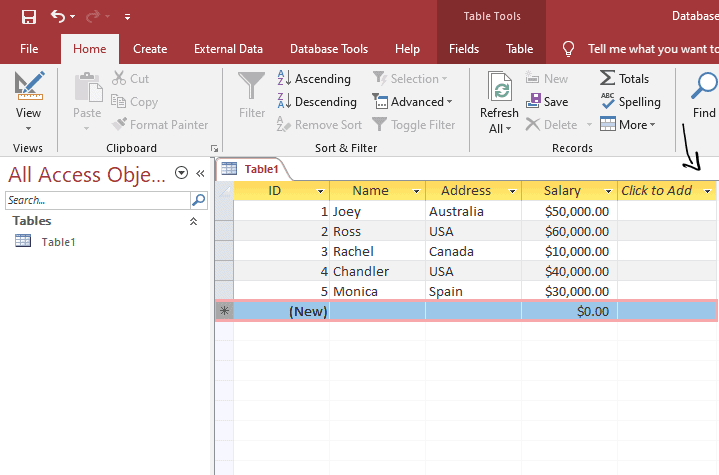 Table Tools
Database
File Home Create External Data Database Tools Help Fields Table Tell me what you want to
View
Views
Paste
Cut
Copy
Format Painter
Clipboard
Filter
Ascending
Descending
Remove Sort
Selection
Advanced
Toggle Filter
Sort & Filter
Refresh
All
New
Save
Delete
Totals
ABC
Spelling
More
Records
Find
All Access Obje...
Search...
Tables
Table1
Table1
ID Name Address Salary Click to Add
1 Joey Australia $50,000.00
2 Ross USA $60,000.00
3 Rachel Canada $10,000.00
4 Chandler USA $40,000.00
5 Monica Spain $30,000.00
(New) $0.00